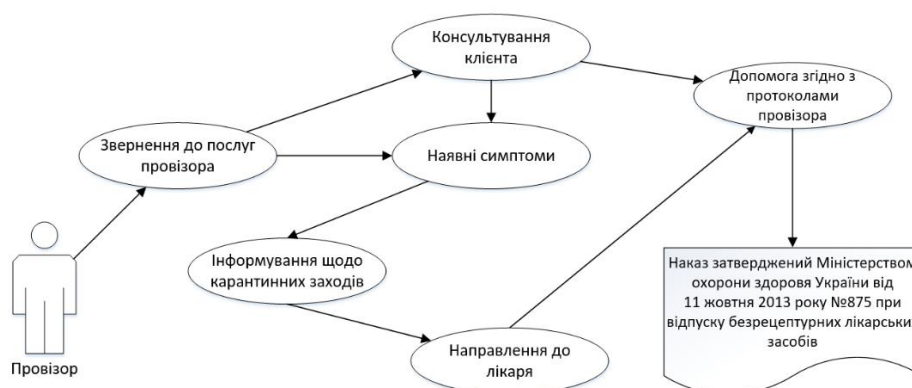 Консультування
клієнта
Допомога згідно з
протоколами
провізора
Звернення до послуг
провізора
Наявні симптоми
Інформування щодо
карантинних заходів
Наказ затверджений Міністерством
охорони здоровя України від
11 жовтня 2013 року №875 при
відпуску безрецептурних лікарських
засобів
Направлення до
лікаря
Провізор